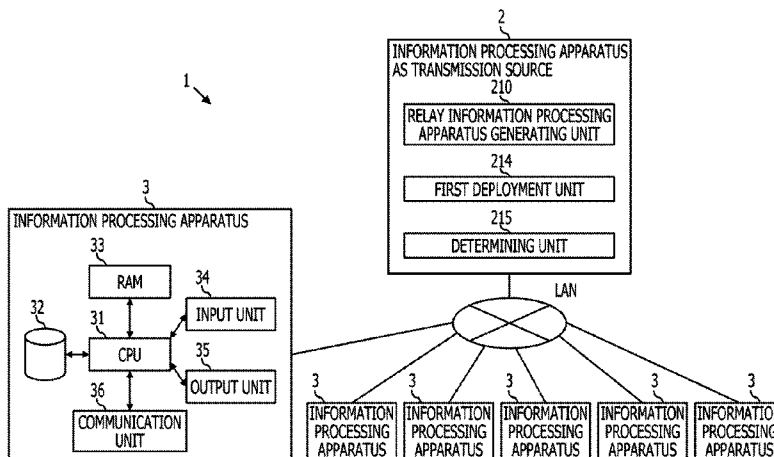 2
INFORMATION PROCESSING APPARATUS
AS TRANSMISSION SOURCE
210
RELAY INFORMATION PROCESSING
APPARATUS GENERATING UNIT
214
FIRST DEPLOYMENT UNIT
215
DETERMINING UNIT
1
LAN
3
INFORMATION PROCESSING APPARATUS
33
RAM
34
INPUT UNIT
32
31
CPU
35
OUTPUT UNIT
36
COMMUNICATION
UNIT
3
INFORMATION
PROCESSING
APPARATUS
3
INFORMATION
PROCESSING
APPARATUS
3
INFORMATION
PROCESSING
APPARATUS
3
INFORMATION
PROCESSING
APPARATUS
3
INFORMATIO
PROCESSING
APPARATUS